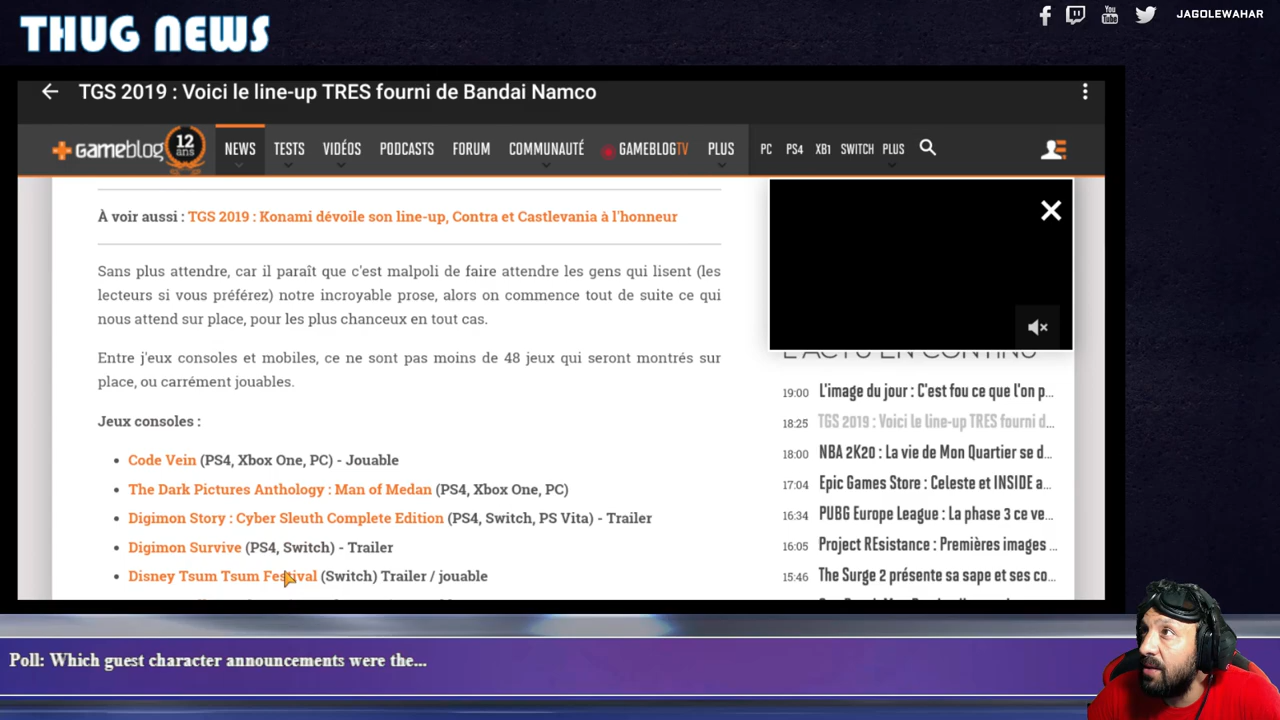 THUG NEWS
JAGOLEWAHAR
TGS 2019 : Voici le line-up TRES fourni de Bandai Namco
gameblog 12 ans NEWS TESTS VIDÉOS PODCASTS FORUM COMMUNAUTÉ GAMEBLOGTV PLUS PC PS4 XB1 SWITCH PLUS
À voir aussi : TGS 2019 : Konami dévoile son line-up, Contra et Castlevania à l'honneur
Sans plus attendre, car il paraît que c'est malpoli de faire attendre les gens qui lisent (les
lecteurs si vous préférez) notre incroyable prose, alors on commence tout de suite ce qui
nous attend sur place, pour les plus chanceux en tout cas.
Entre j'eux consoles et mobiles, ce ne sont pas moins de 48 jeux qui seront montrés sur
place, ou carrément jouables.
Jeux consoles :
Code Vein (PS4, Xbox One, PC) - Jouable
The Dark Pictures Anthology : Man of Medan (PS4, Xbox One, PC)
Digimon Story : Cyber Sleuth Complete Edition (PS4, Switch, PS Vita) - Trailer
Digimon Survive (PS4, Switch) - Trailer
Disney Tsum Tsum Festival (Switch) Trailer / jouable
L'ACTU EN CONTINU
19:00 L'image du jour : C'est fou ce que l'on p...
18:25 TGS 2019 : Voici le line-up TRES fourni d...
18:00 NBA 2K20 : La vie de Mon Quartier se d...
17:04 Epic Games Store : Celeste et INSIDE a...
16:34 PUBG Europe League : La phase 3 ce ve...
16:05 Project REsistance : Premières images ...
15:46 The Surge 2 présente sa sape et ses co...
Poll: Which guest character announcements were the...